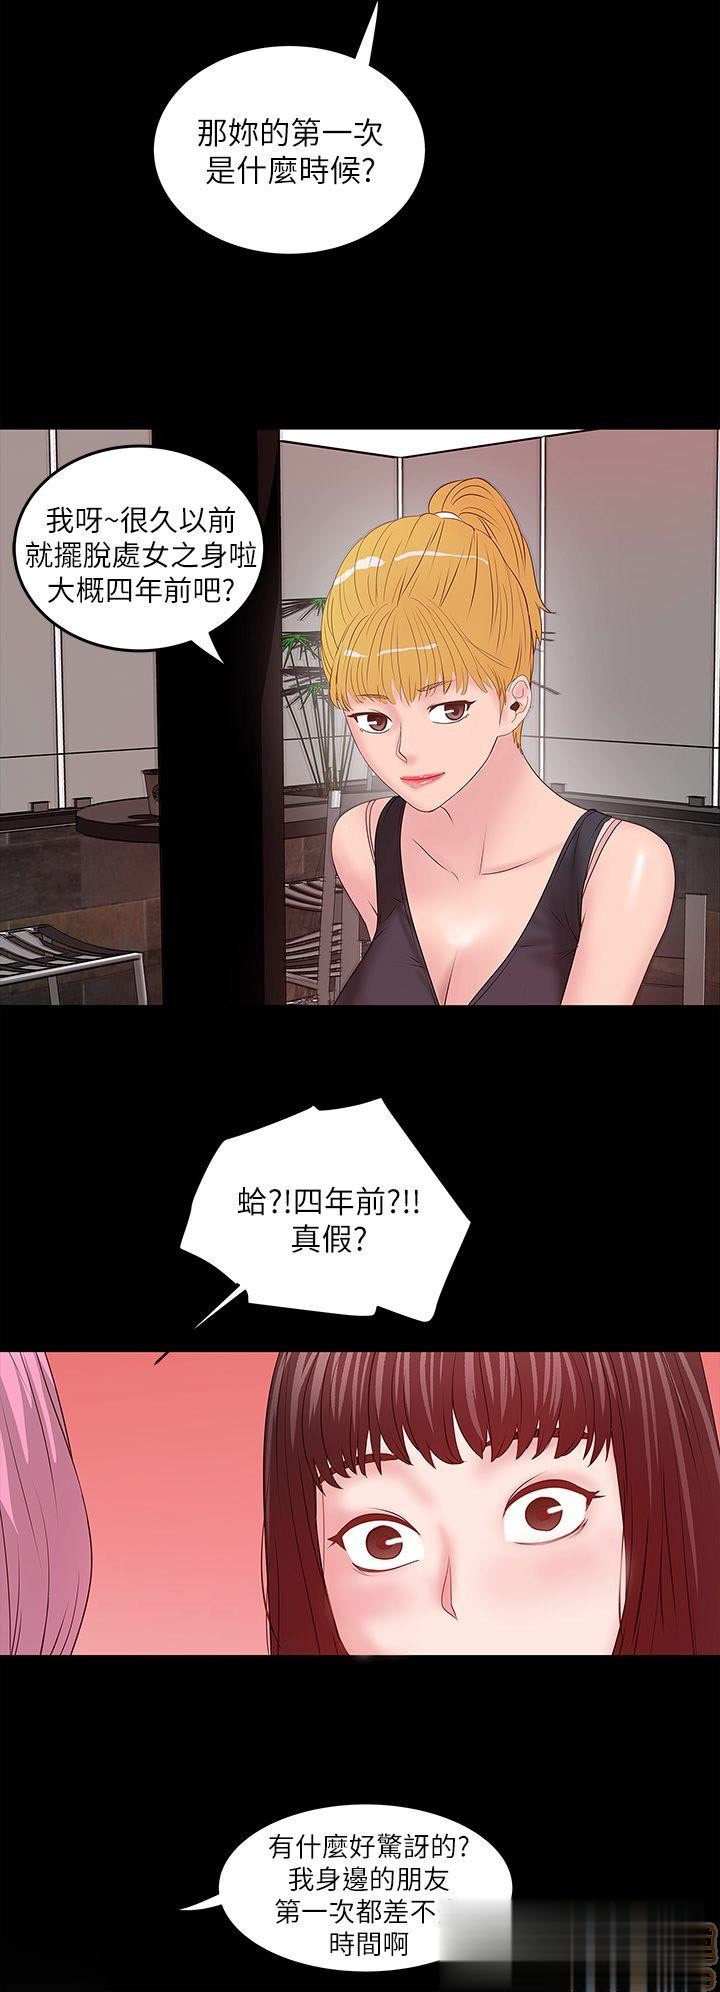 那妳的第一次
是什麼時候?
我呀~很久以前
就擺脫處女之身啦
大概四年前吧?
蛤?!四年前?!!
真假?
有什麼好驚訝的?
我身邊的朋友
第一次都差不
時間啊